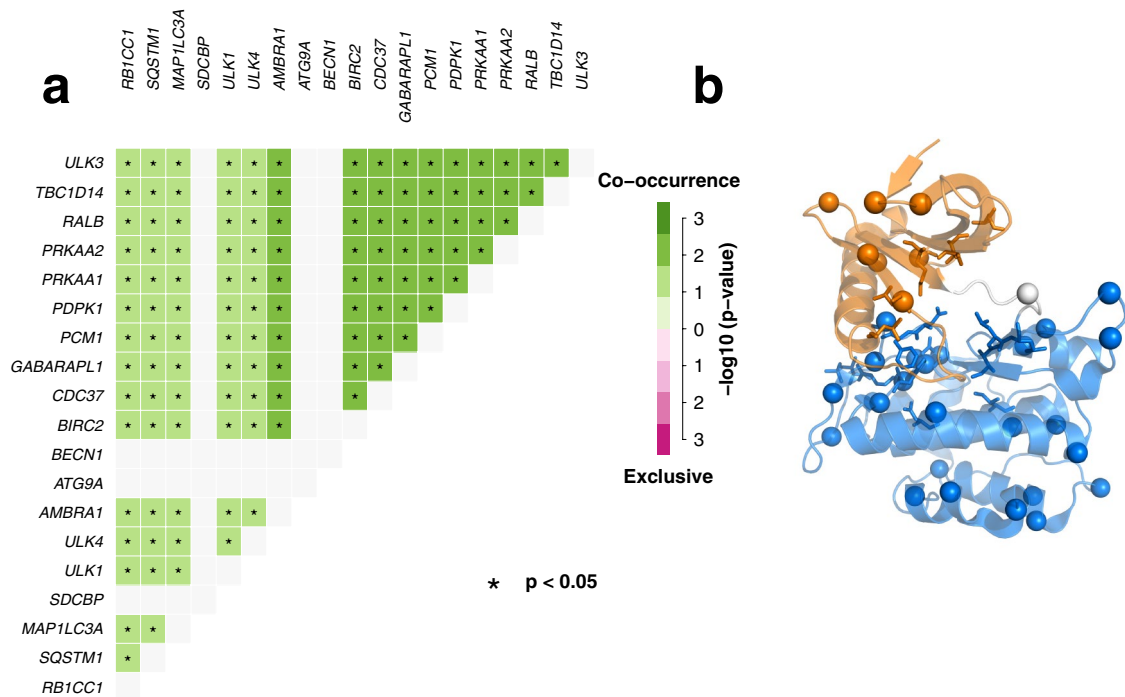 a
b
RB1CC1
SQSTM1
MAP1LC3A
SDCBP
ULK1
ULK4
AMBRA1
ATG9A
BECN1
BIRC2
CDC37
GABARAPL1
PCM1
PDPK1
PRKAA1
PRKAA2
RALB
TBC1D14
ULK3
ULK3 * * * * * * * * * * * * * * *
TBC1D14 * * * * * * * * * * * * * *
RALB * * * * * * * * * * * * *
PRKAA2 * * * * * * * * * * * *
PRKAA1 * * * * * * * * * * *
PDPK1 * * * * * * * * * *
PCM1 * * * * * * * * *
GABARAPL1 * * * * * * * *
CDC37 * * * * * * *
BIRC2 * * * * * *
BECN1
ATG9A
AMBRA1 * * * * *
ULK4 * * * *
ULK1 * * *
SDCBP
MAP1LC3A * *
SQSTM1 *
RB1CC1
Co−occurrence
3
2
1
0
1
2
3
−log10 (p−value)
Exclusive
* p < 0.05